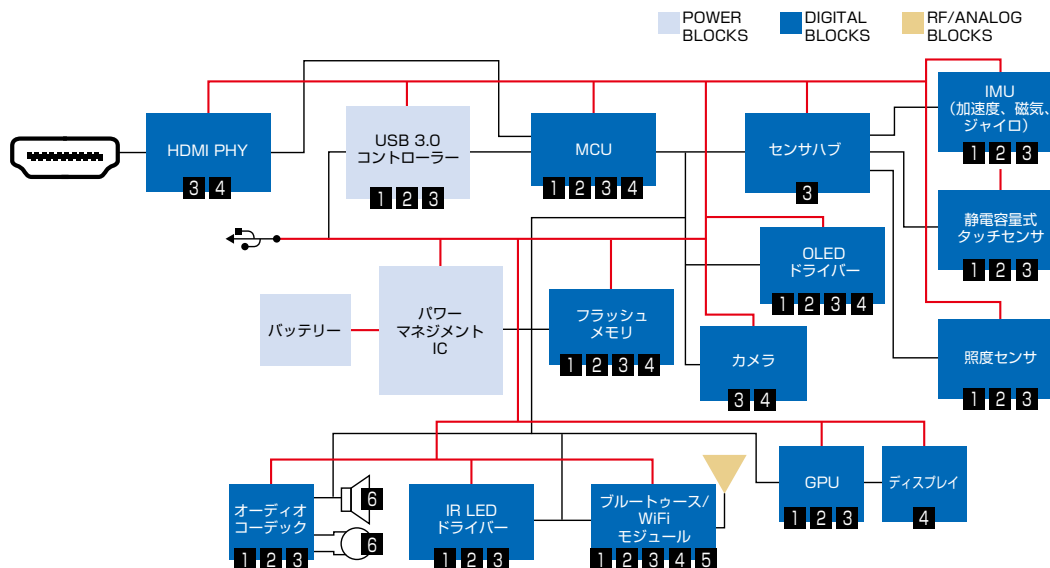 POWER
BLOCKS
DIGITAL
BLOCKS
RF/ANALOG
BLOCKS
HDMI PHY
3 4
USB 3.0
コントローラー
1 2 3
MCU
1 2 3 4
センサハブ
3
IMU
(加速度、磁気、
ジャイロ)
1 2 3
静電容量式
タッチセンサ
1 2 3
OLED
ドライバー
1 2 3 4
バッテリー
パワー
マネジメント
IC
フラッシュ
メモリ
1 2 3 4
カメラ
3 4
照度センサ
1 2 3
オーディオ
コーデック
1 2 3
6
6
IR LED
ドライバー
1 2 3
ブルートゥース/
WiFi
モジュール
1 2 3 4 5
GPU
1 2 3
ディスプレイ
4